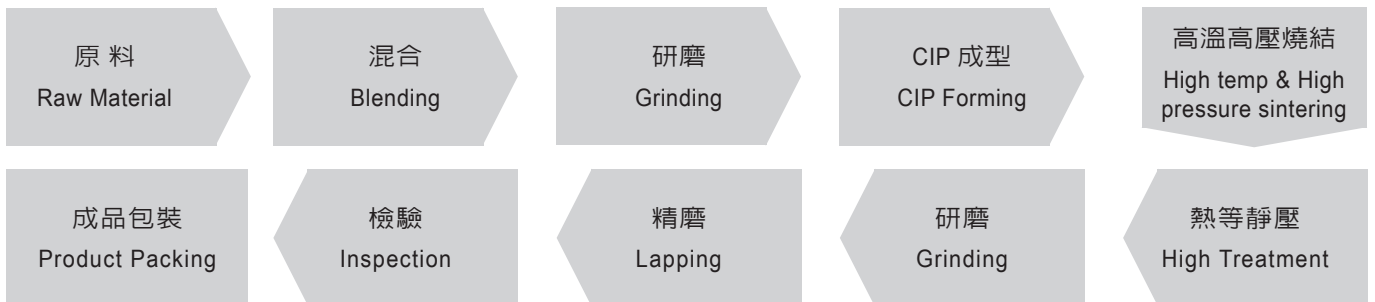 原 料
Raw Material
混合
Blending
研磨
Grinding
CIP 成型
CIP Forming
高溫高壓燒結
High temp & High
pressure sintering
熱等靜壓
High Treatment
研磨
Grinding
精磨
Lapping
檢驗
Inspection
成品包裝
Product Packing